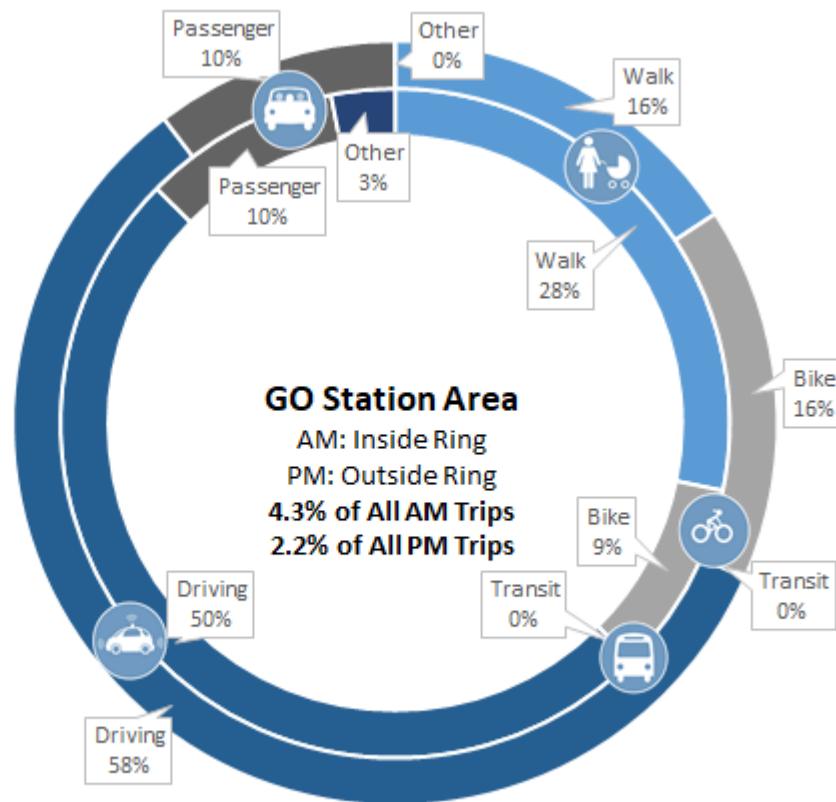 Passenger
10%
Other
0%
Walk
16%
Passenger
10%
Other
3%
Walk
28%
Bike
16%
GO Station Area
AM: Inside Ring
PM: Outside Ring
4.3% of All AM Trips
2.2% of All PM Trips
Bike
9%
Transit
0%
Transit
0%
Driving
50%
Driving
58%